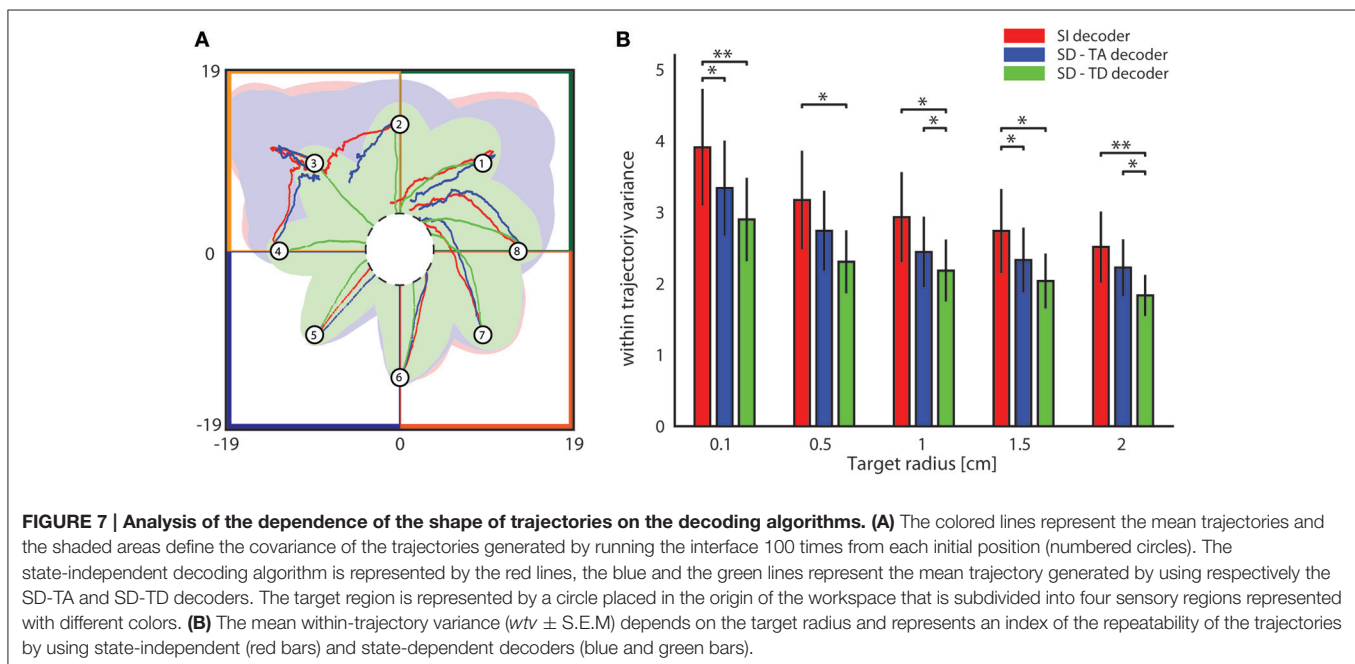 A
19
0
-19
-19
0
19
1
2
3
4
5
6
7
8
B
SI decoder
SD - TA decoder
SD - TD decoder
within trajectoriy variance
5
4
3
2
1
0
**
*
*
*
*
*
*
**
*
0.1
0.5
1
1.5
2
Target radius [cm]
FIGURE 7 | Analysis of the dependence of the shape of trajectories on the decoding algorithms. (A) The colored lines represent the mean trajectories and
the shaded areas define the covariance of the trajectories generated by running the interface 100 times from each initial position (numbered circles). The
state-independent decoding algorithm is represented by the red lines, the blue and the green lines represent the mean trajectory generated by using respectively the
SD-TA and SD-TD decoders. The target region is represented by a circle placed in the origin of the workspace that is subdivided into four sensory regions represented
with different colors. (B) The mean within-trajectory variance (wtv ± S.E.M) depends on the target radius and represents an index of the repeatability of the trajectories
by using state-independent (red bars) and state-dependent decoders (blue and green bars).